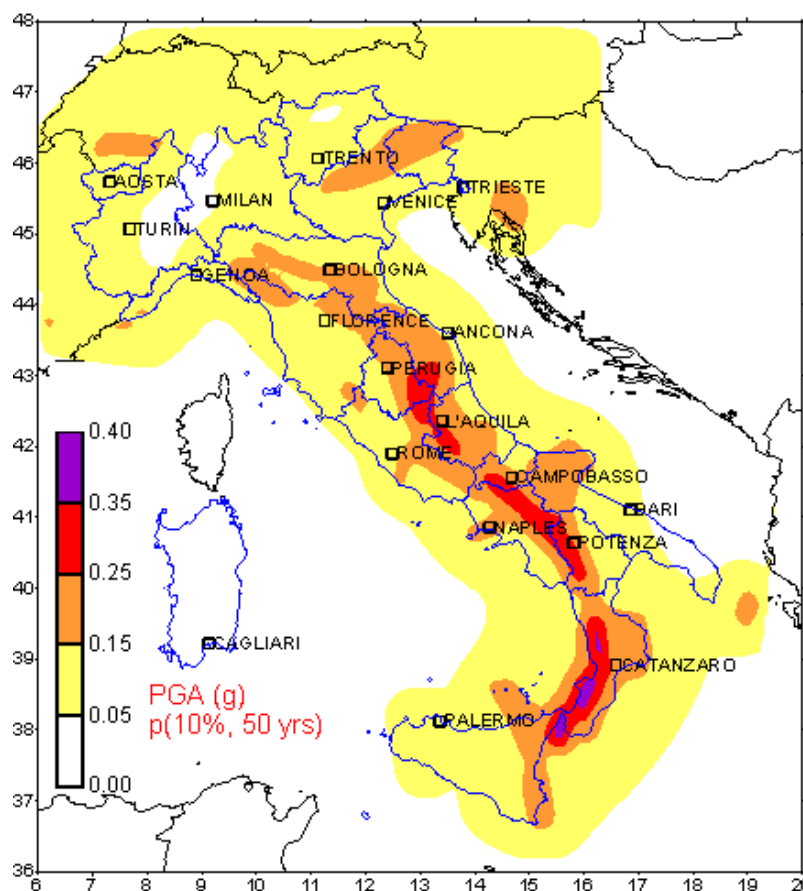 48
47
46
45
44
43
42
41
40
39
38
37
36
6 7 8 9 10 11 12 13 14 15 16 17 18 19 2
TRENTO
AOSTA
TRIESTE
MILAN
VENICE
TURIN
BOLOGNA
GENOA
FLORENCE
ANCONA
PERUGIA
L'AQUILA
ROME
CAMPOBASSO
BARI
NAPLES
POTENZA
CAGLIARI
CATANZARO
PALERMO
0.40
0.35
0.25
0.15
0.05
0.00
PGA (g)
p(10%, 50 yrs)